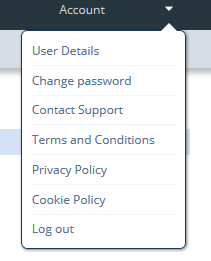 Account
User Details
Change password
Contact Support
Terms and Conditions
Privacy Policy
Cookie Policy
Log out